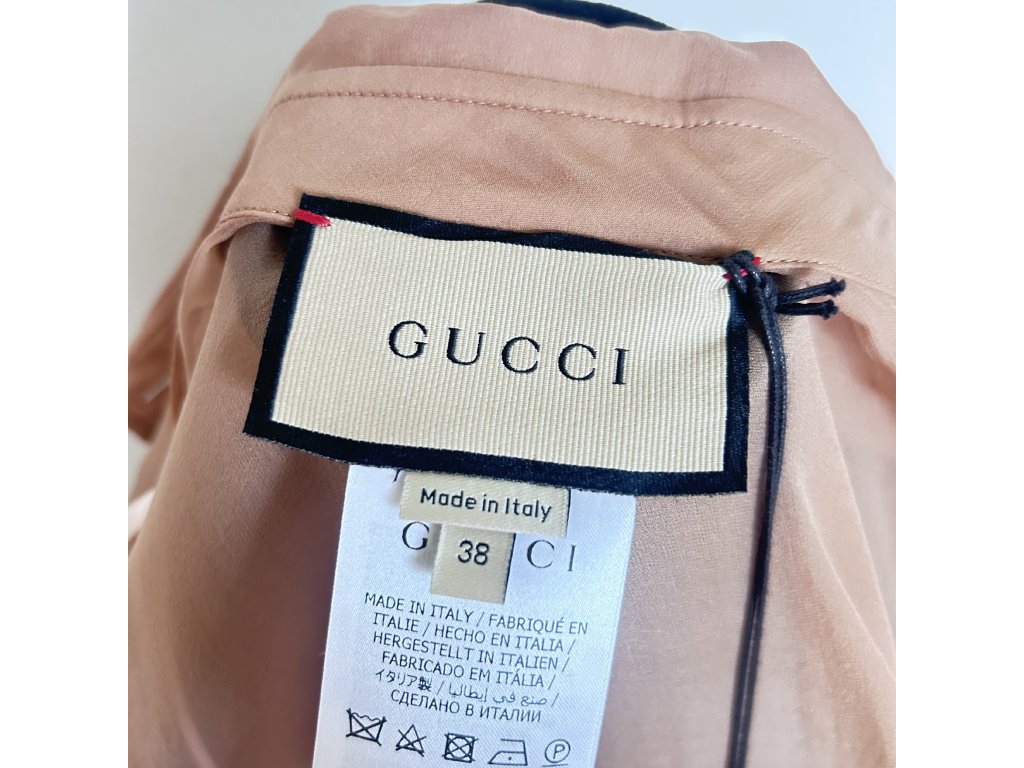 GUCCI
Made in Italy
G CI
38
MADE IN ITALY / FABRIQUÉ EN
ITALIE / HECHO EN ITALIA /
HERGESTELLT IN ITALIEN /
FABRICADO EM ITÁLIA /
イタリア製 / صنع في إيطاليا /
СДЕЛАНО В ИТАЛИИ
P